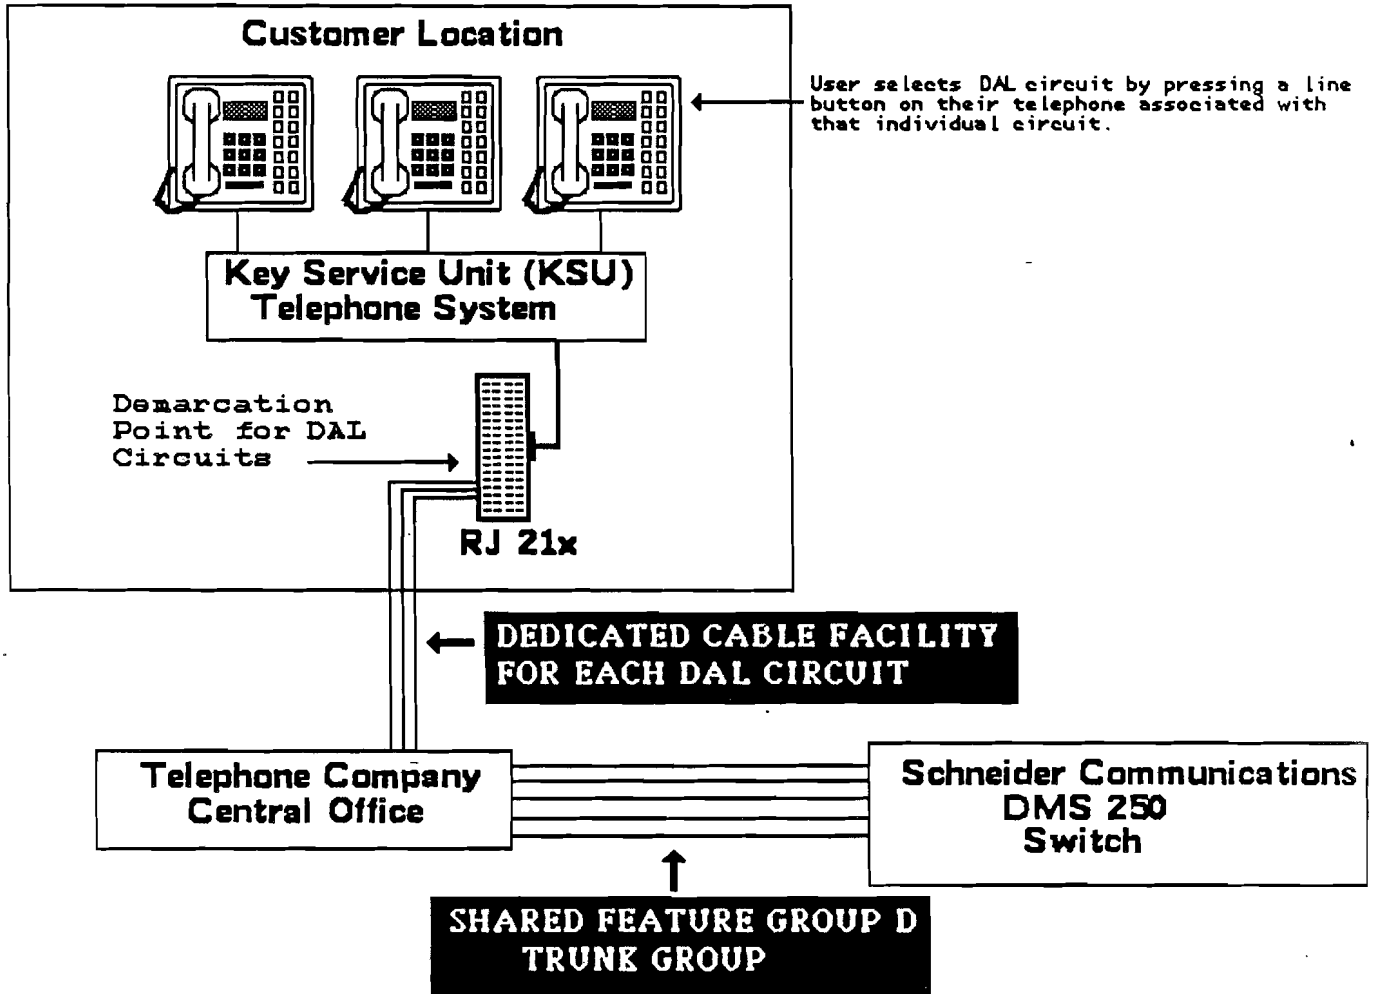 Customer Location
User selects DAL circuit by pressing a line
button on their telephone associated with
that individual circuit.
Key Service Unit (KSU)
Telephone System
Demarcation
Point for DAL
Circuits
RJ 21x
DEDICATED CABLE FACILITY
FOR EACH DAL CIRCUIT
Telephone Company
Central Office
Schneider Communications
DMS 250
Switch
SHARED FEATURE GROUP D
TRUNK GROUP